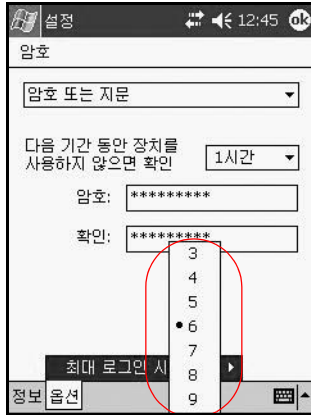 설정 12:45 ok
암호
암호 또는 지문
다음 기간 동안 장치를
사용하지 않으면 확인
1시간
암호: *********
확인: *********
3
4
5
• 6
7
8
9
최대 로그인 시
정보 옵션